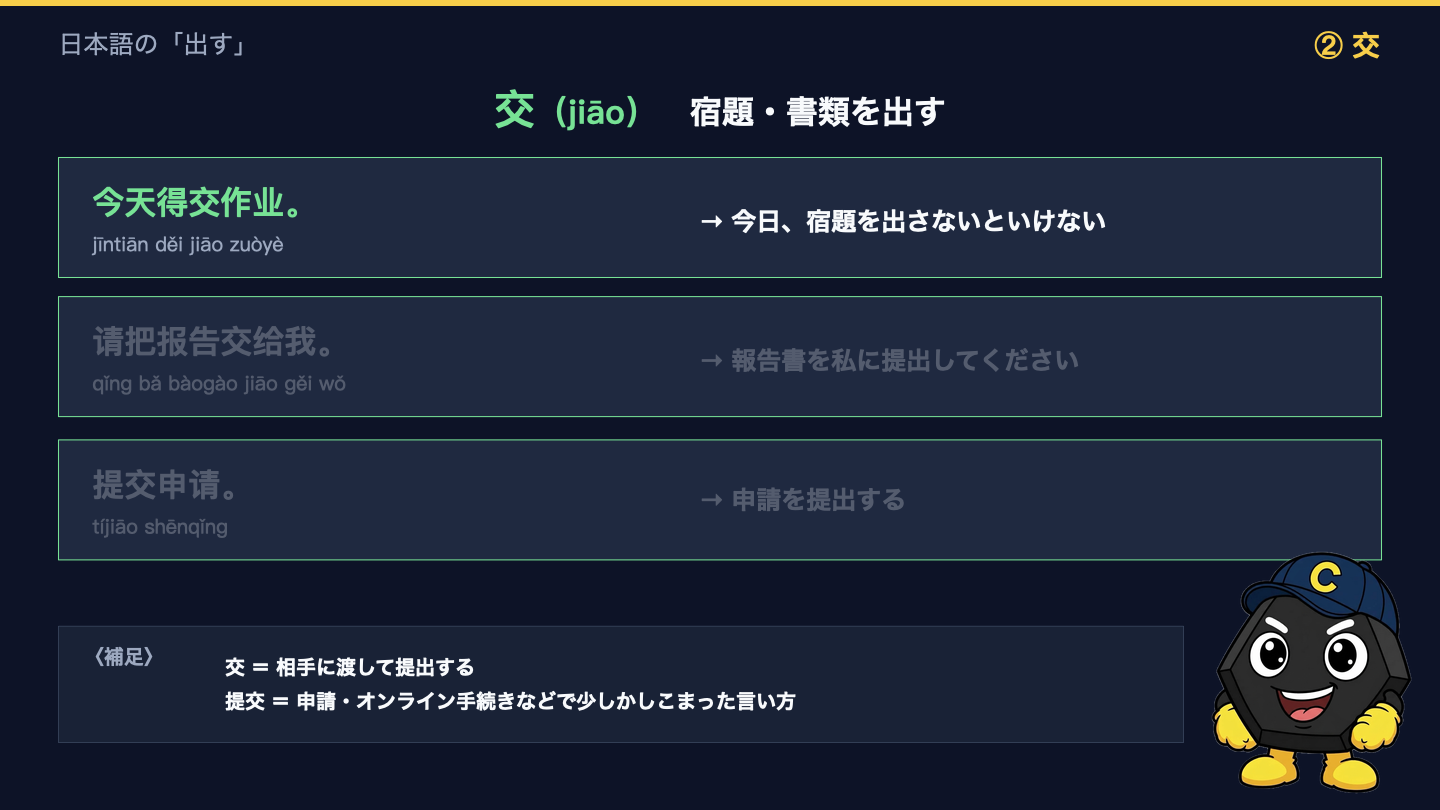 日本語の「出す」
② 交
交（jiāo） 宿題・書類を出す
今天得交作业。
jīntiān děi jiāo zuòyè
→ 今日、宿題を出さないといけない
请把报告交给我。
qǐng bǎ bàogào jiāo gěi wǒ
→ 報告書を私に提出してください
提交申请。
tíjiāo shēnqǐng
→ 申請を提出する
C
〈補足〉
交 ＝ 相手に渡して提出する
提交 ＝ 申請・オンライン手続きなどで少しかしこまった言い方